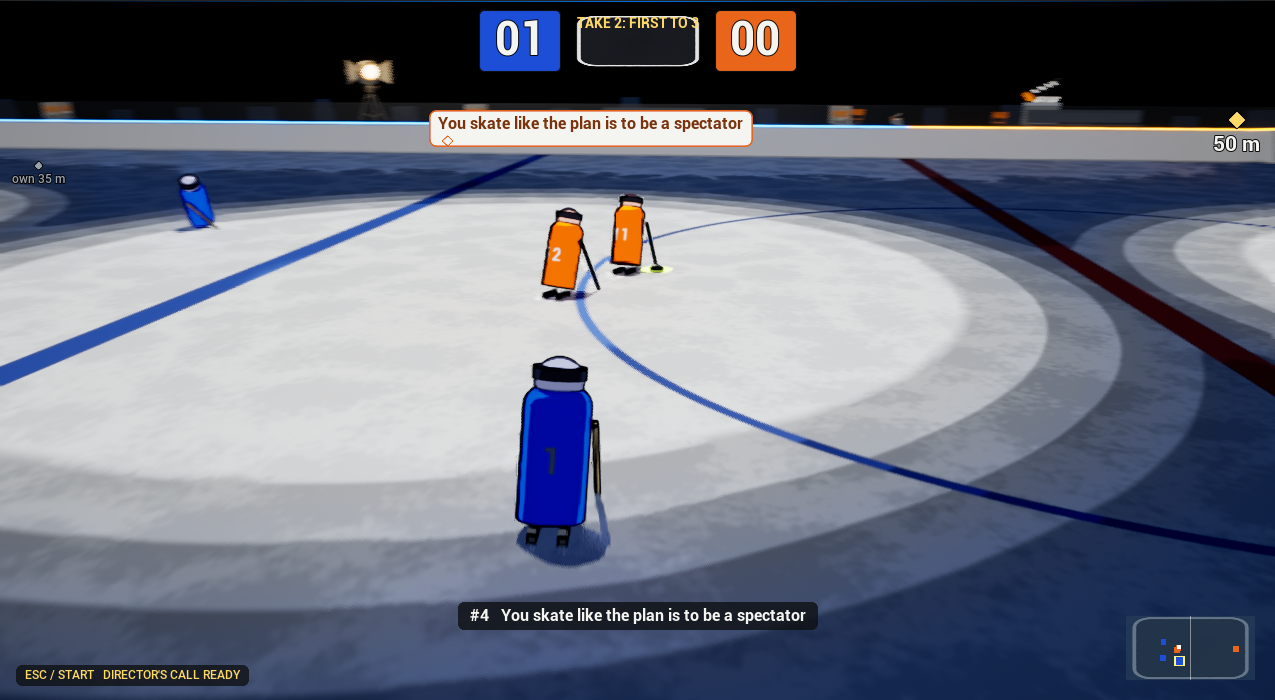 01
TAKE 2: FIRST TO 3
00
You skate like the plan is to be a spectator
50 m
own 35 m
11
2
1
#4 You skate like the plan is to be a spectator
ESC / START DIRECTOR'S CALL READY